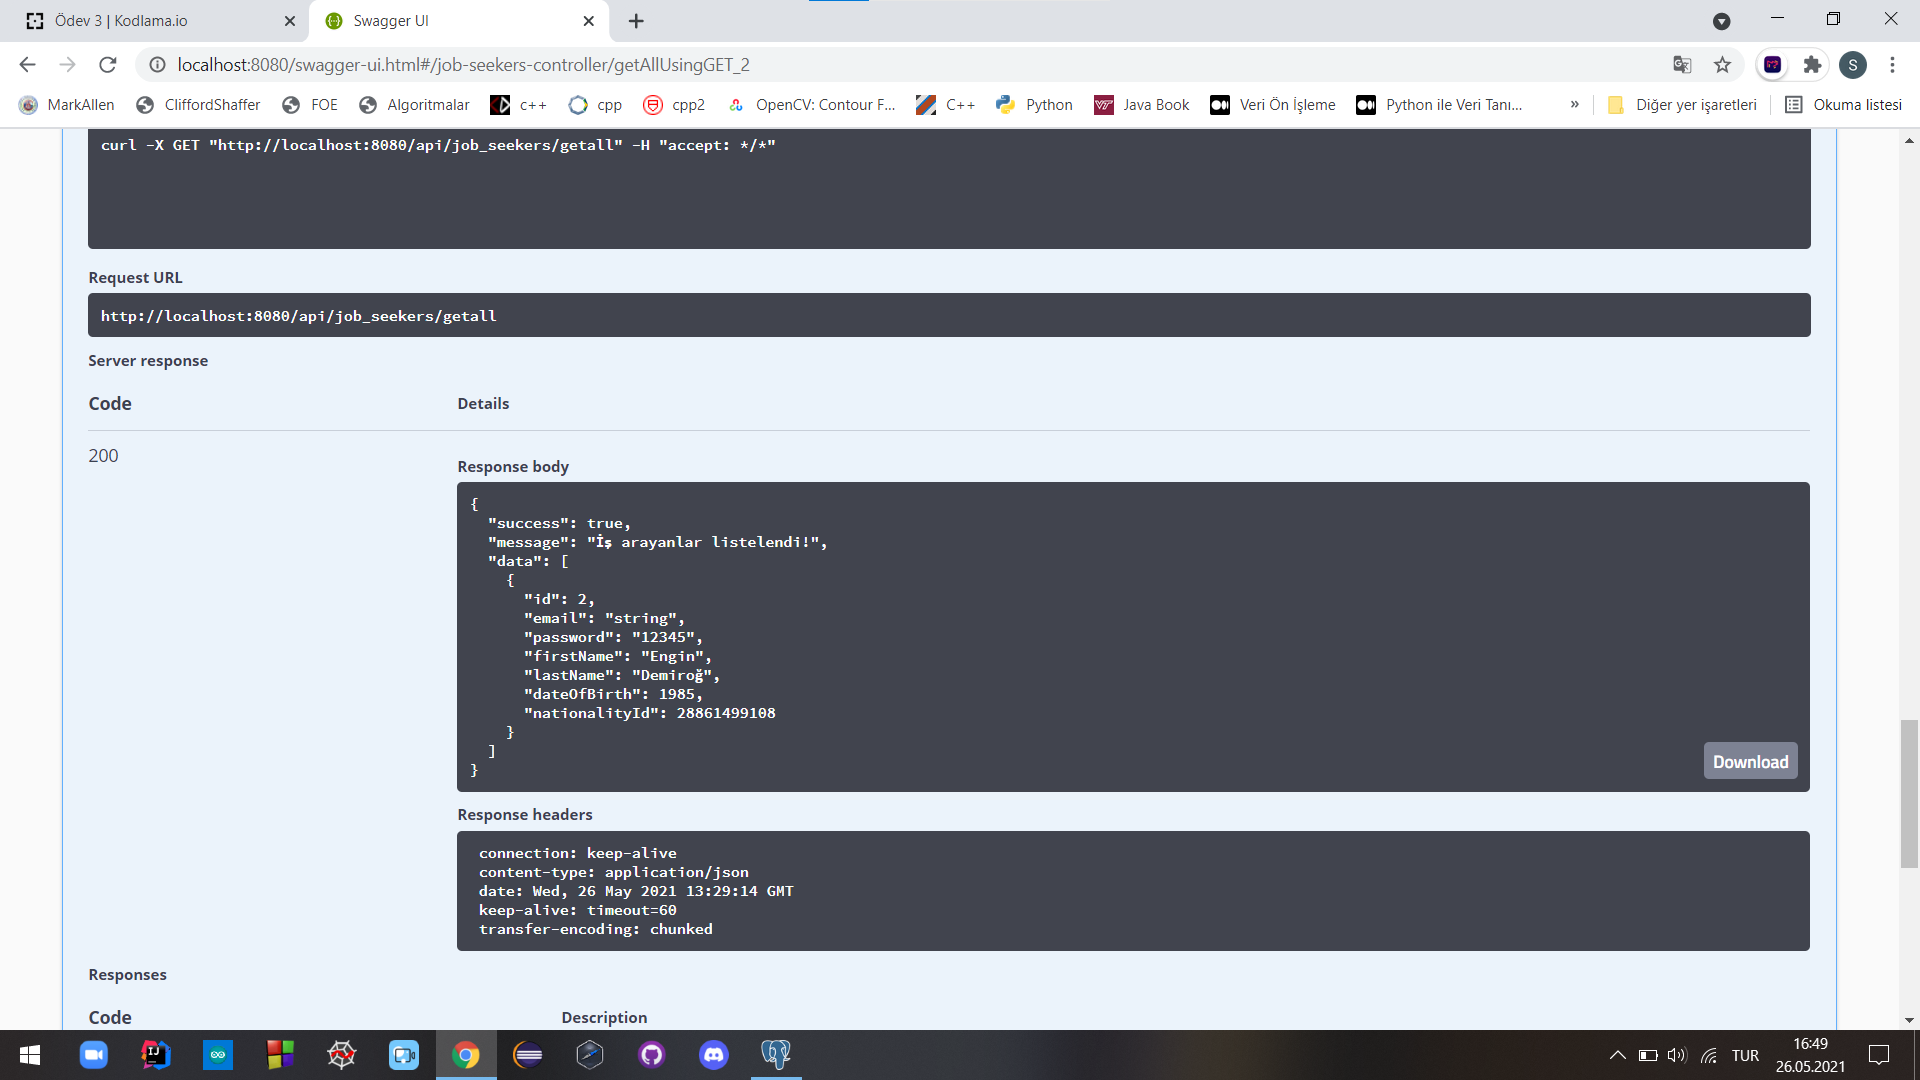 Ödev 3 | Kodlama.io
Swagger UI
localhost:8080/swagger-ui.html#/job-seekers-controller/getAllUsingGET_2
S
MarkAllen CliffordShaffer FOE Algoritmalar c++ cpp cpp2 OpenCV: Contour F... C++ Python Java Book Veri Ön İşleme Python ile Veri Tanı... » Diğer yer işaretleri Okuma listesi
curl -X GET "http://localhost:8080/api/job_seekers/getall" -H "accept: */*"
Request URL
http://localhost:8080/api/job_seekers/getall
Server response
Code Details
200
Response body
{
"success": true,
"message": "İş arayanlar listelendi!",
"data": [
{
"id": 2,
"email": "string",
"password": "12345",
"firstName": "Engin",
"lastName": "Demiroğ",
"dateOfBirth": 1985,
"nationalityId": 28861499108
}
]
}
Download
Response headers
connection: keep-alive
content-type: application/json
date: Wed, 26 May 2021 13:29:14 GMT
keep-alive: timeout=60
transfer-encoding: chunked
Responses
Code Description
IJ
TUR
16:49
26.05.2021